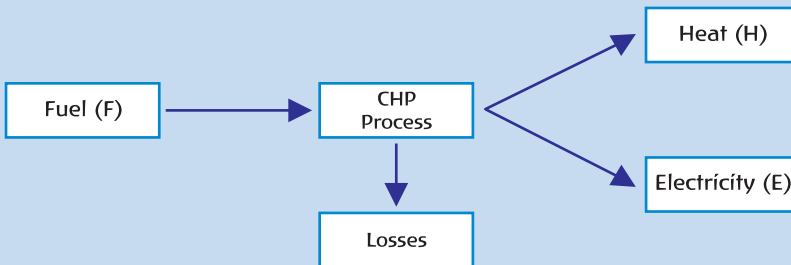 Heat (H)
Fuel (F)
CHP
Process
Electricity (E)
Losses